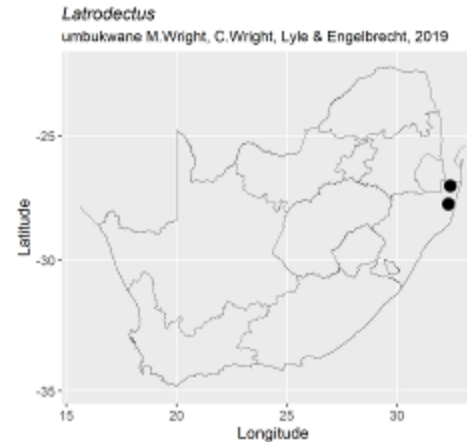 Latrodectus
umbukwane M.Wright, C.Wright, Lyle & Engelbrecht, 2019
-25
Latitude
-30
-35
15 20 25 30
Longitude